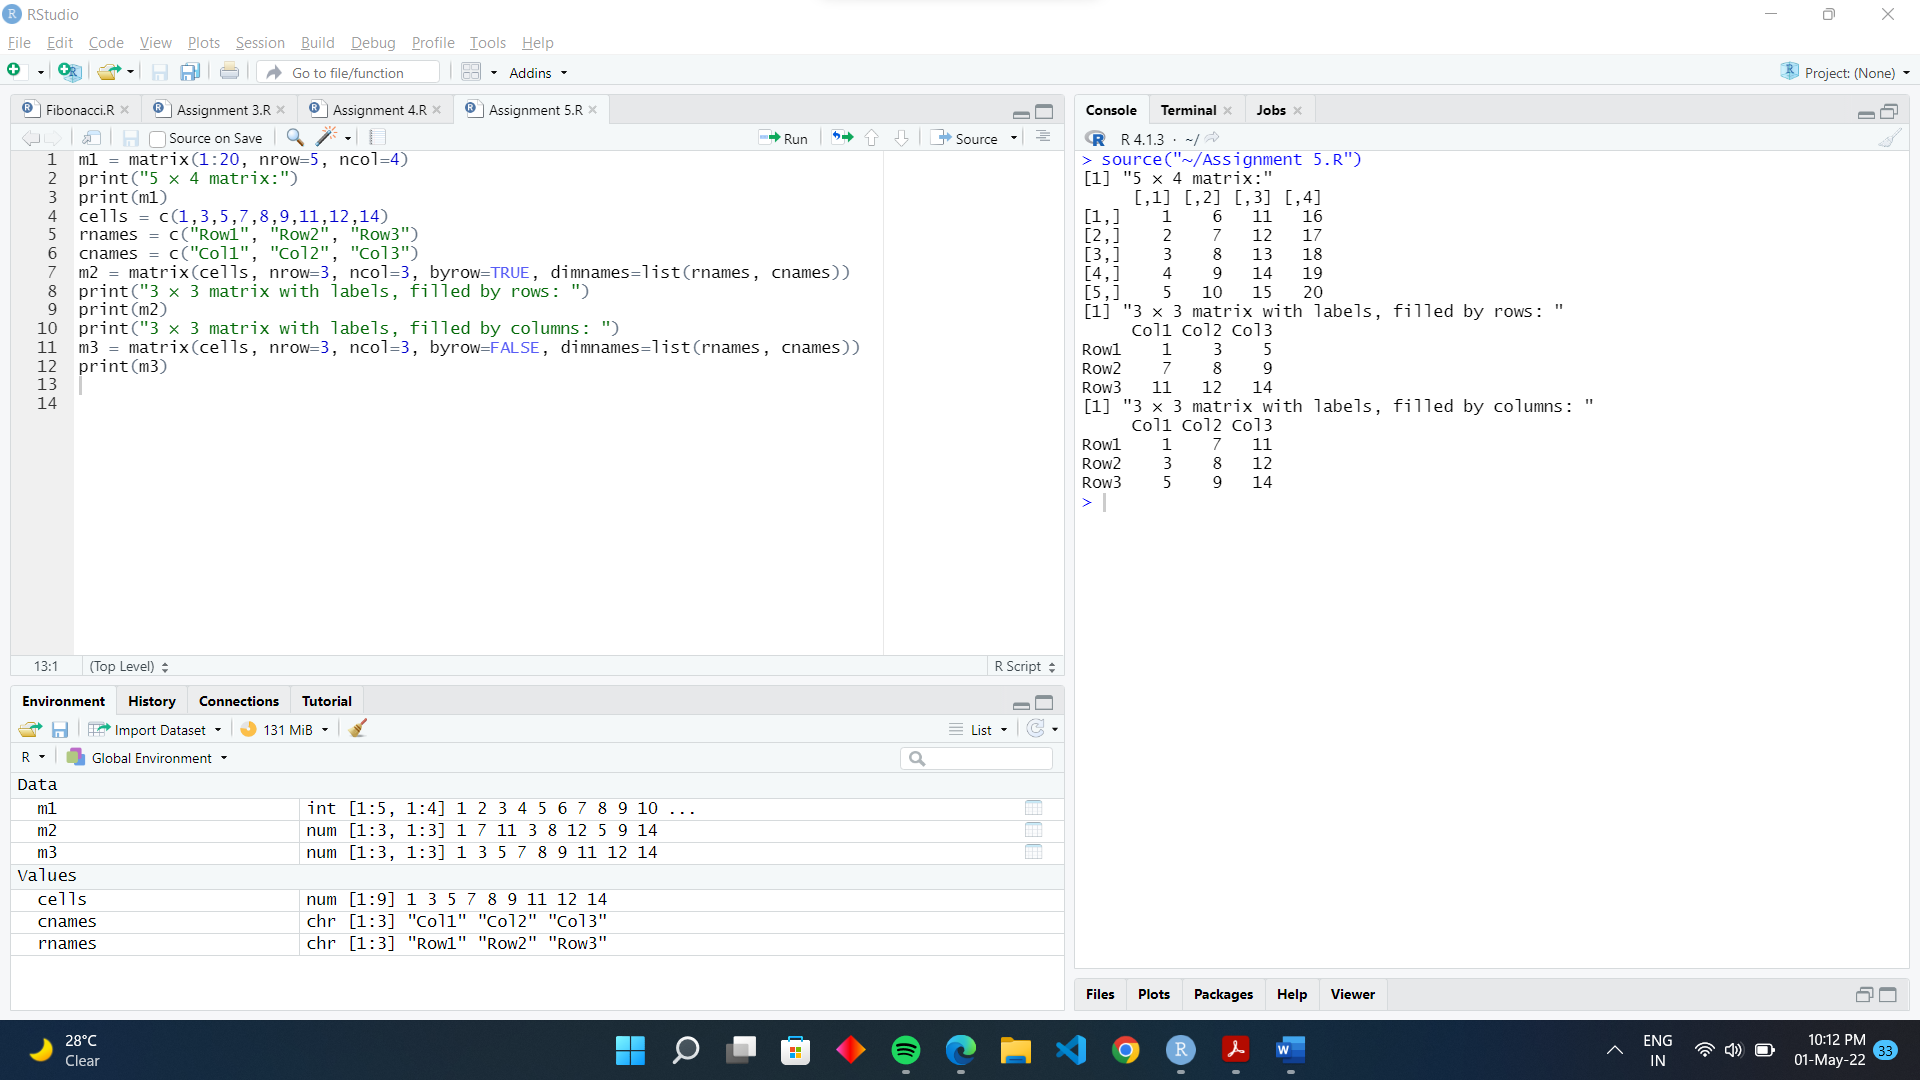 RStudio
File Edit Code View Plots Session Build Debug Profile Tools Help
Go to file/function Addins Project: (None)
Fibonacci.R Assignment 3.R Assignment 4.R Assignment 5.R
Source on Save Run Source
1 m1 = matrix(1:20, nrow=5, ncol=4)
2 print("5 × 4 matrix:")
3 print(m1)
4 cells = c(1,3,5,7,8,9,11,12,14)
5 rnames = c("Row1", "Row2", "Row3")
6 cnames = c("Col1", "Col2", "Col3")
7 m2 = matrix(cells, nrow=3, ncol=3, byrow=TRUE, dimnames=list(rnames, cnames))
8 print("3 × 3 matrix with labels, filled by rows: ")
9 print(m2)
10 print("3 × 3 matrix with labels, filled by columns: ")
11 m3 = matrix(cells, nrow=3, ncol=3, byrow=FALSE, dimnames=list(rnames, cnames))
12 print(m3)
13
14
13:1 (Top Level) R Script
Environment History Connections Tutorial
Import Dataset 131 MiB List
R Global Environment
Data
m1 int [1:5, 1:4] 1 2 3 4 5 6 7 8 9 10 ...
m2 num [1:3, 1:3] 1 7 11 3 8 12 5 9 14
m3 num [1:3, 1:3] 1 3 5 7 8 9 11 12 14
Values
cells num [1:9] 1 3 5 7 8 9 11 12 14
cnames chr [1:3] "Col1" "Col2" "Col3"
rnames chr [1:3] "Row1" "Row2" "Row3"
Console Terminal Jobs
R 4.1.3 · ~/
> source("~/Assignment 5.R")
[1] "5 × 4 matrix:"
[,1] [,2] [,3] [,4]
[1,] 1 6 11 16
[2,] 2 7 12 17
[3,] 3 8 13 18
[4,] 4 9 14 19
[5,] 5 10 15 20
[1] "3 × 3 matrix with labels, filled by rows: "
Col1 Col2 Col3
Row1 1 3 5
Row2 7 8 9
Row3 11 12 14
[1] "3 × 3 matrix with labels, filled by columns: "
Col1 Col2 Col3
Row1 1 7 11
Row2 3 8 12
Row3 5 9 14
>
Files Plots Packages Help Viewer
28°C
Clear
ENG
IN
10:12 PM
01-May-22
33